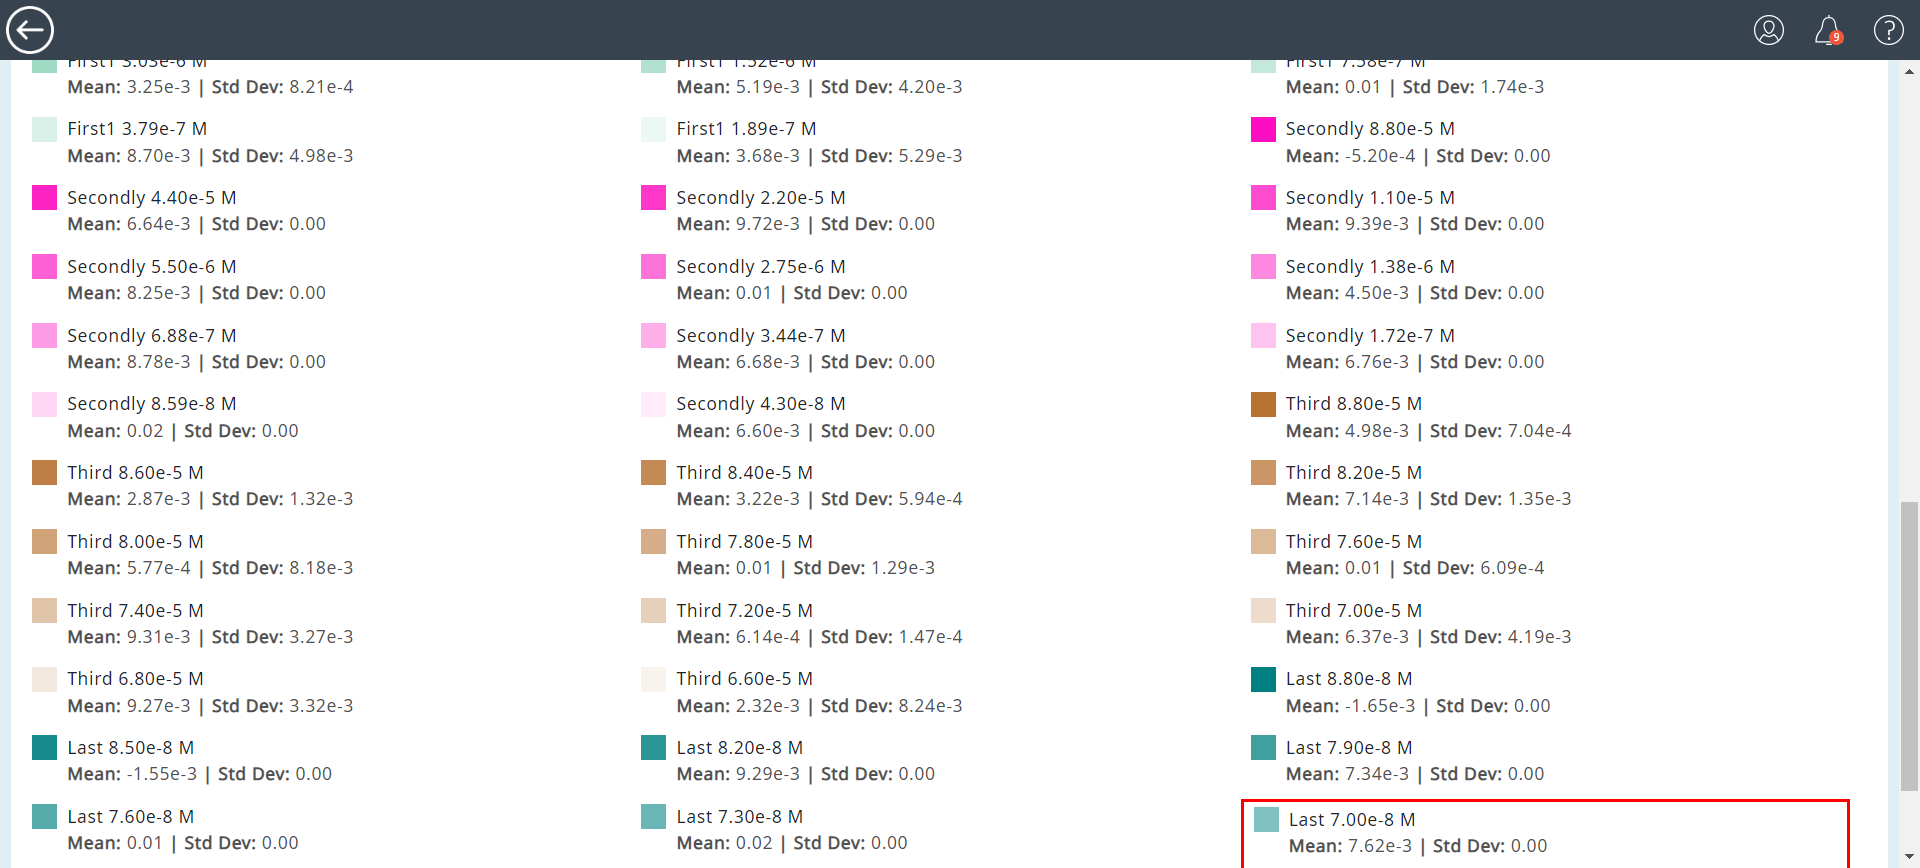 9
?
First1 3.03e-6 M
First1 1.52e-6 M
First1 7.58e-7 M
Mean: 3.25e-3 | Std Dev: 8.21e-4
Mean: 5.19e-3 | Std Dev: 4.20e-3
Mean: 0.01 | Std Dev: 1.74e-3
First1 3.79e-7 M
Mean: 8.70e-3 | Std Dev: 4.98e-3
First1 1.89e-7 M
Mean: 3.68e-3 | Std Dev: 5.29e-3
Secondly 8.80e-5 M
Mean: -5.20e-4 | Std Dev: 0.00
Secondly 4.40e-5 M
Mean: 6.64e-3 | Std Dev: 0.00
Secondly 2.20e-5 M
Mean: 9.72e-3 | Std Dev: 0.00
Secondly 1.10e-5 M
Mean: 9.39e-3 | Std Dev: 0.00
Secondly 5.50e-6 M
Mean: 8.25e-3 | Std Dev: 0.00
Secondly 2.75e-6 M
Mean: 0.01 | Std Dev: 0.00
Secondly 1.38e-6 M
Mean: 4.50e-3 | Std Dev: 0.00
Secondly 6.88e-7 M
Mean: 8.78e-3 | Std Dev: 0.00
Secondly 3.44e-7 M
Mean: 6.68e-3 | Std Dev: 0.00
Secondly 1.72e-7 M
Mean: 6.76e-3 | Std Dev: 0.00
Secondly 8.59e-8 M
Mean: 0.02 | Std Dev: 0.00
Secondly 4.30e-8 M
Mean: 6.60e-3 | Std Dev: 0.00
Third 8.80e-5 M
Mean: 4.98e-3 | Std Dev: 7.04e-4
Third 8.60e-5 M
Mean: 2.87e-3 | Std Dev: 1.32e-3
Third 8.40e-5 M
Mean: 3.22e-3 | Std Dev: 5.94e-4
Third 8.20e-5 M
Mean: 7.14e-3 | Std Dev: 1.35e-3
Third 8.00e-5 M
Mean: 5.77e-4 | Std Dev: 8.18e-3
Third 7.80e-5 M
Mean: 0.01 | Std Dev: 1.29e-3
Third 7.60e-5 M
Mean: 0.01 | Std Dev: 6.09e-4
Third 7.40e-5 M
Mean: 9.31e-3 | Std Dev: 3.27e-3
Third 7.20e-5 M
Mean: 6.14e-4 | Std Dev: 1.47e-4
Third 7.00e-5 M
Mean: 6.37e-3 | Std Dev: 4.19e-3
Third 6.80e-5 M
Mean: 9.27e-3 | Std Dev: 3.32e-3
Third 6.60e-5 M
Mean: 2.32e-3 | Std Dev: 8.24e-3
Last 8.80e-8 M
Mean: -1.65e-3 | Std Dev: 0.00
Last 8.50e-8 M
Mean: -1.55e-3 | Std Dev: 0.00
Last 8.20e-8 M
Mean: 9.29e-3 | Std Dev: 0.00
Last 7.90e-8 M
Mean: 7.34e-3 | Std Dev: 0.00
Last 7.60e-8 M
Mean: 0.01 | Std Dev: 0.00
Last 7.30e-8 M
Mean: 0.02 | Std Dev: 0.00
Last 7.00e-8 M
Mean: 7.62e-3 | Std Dev: 0.00